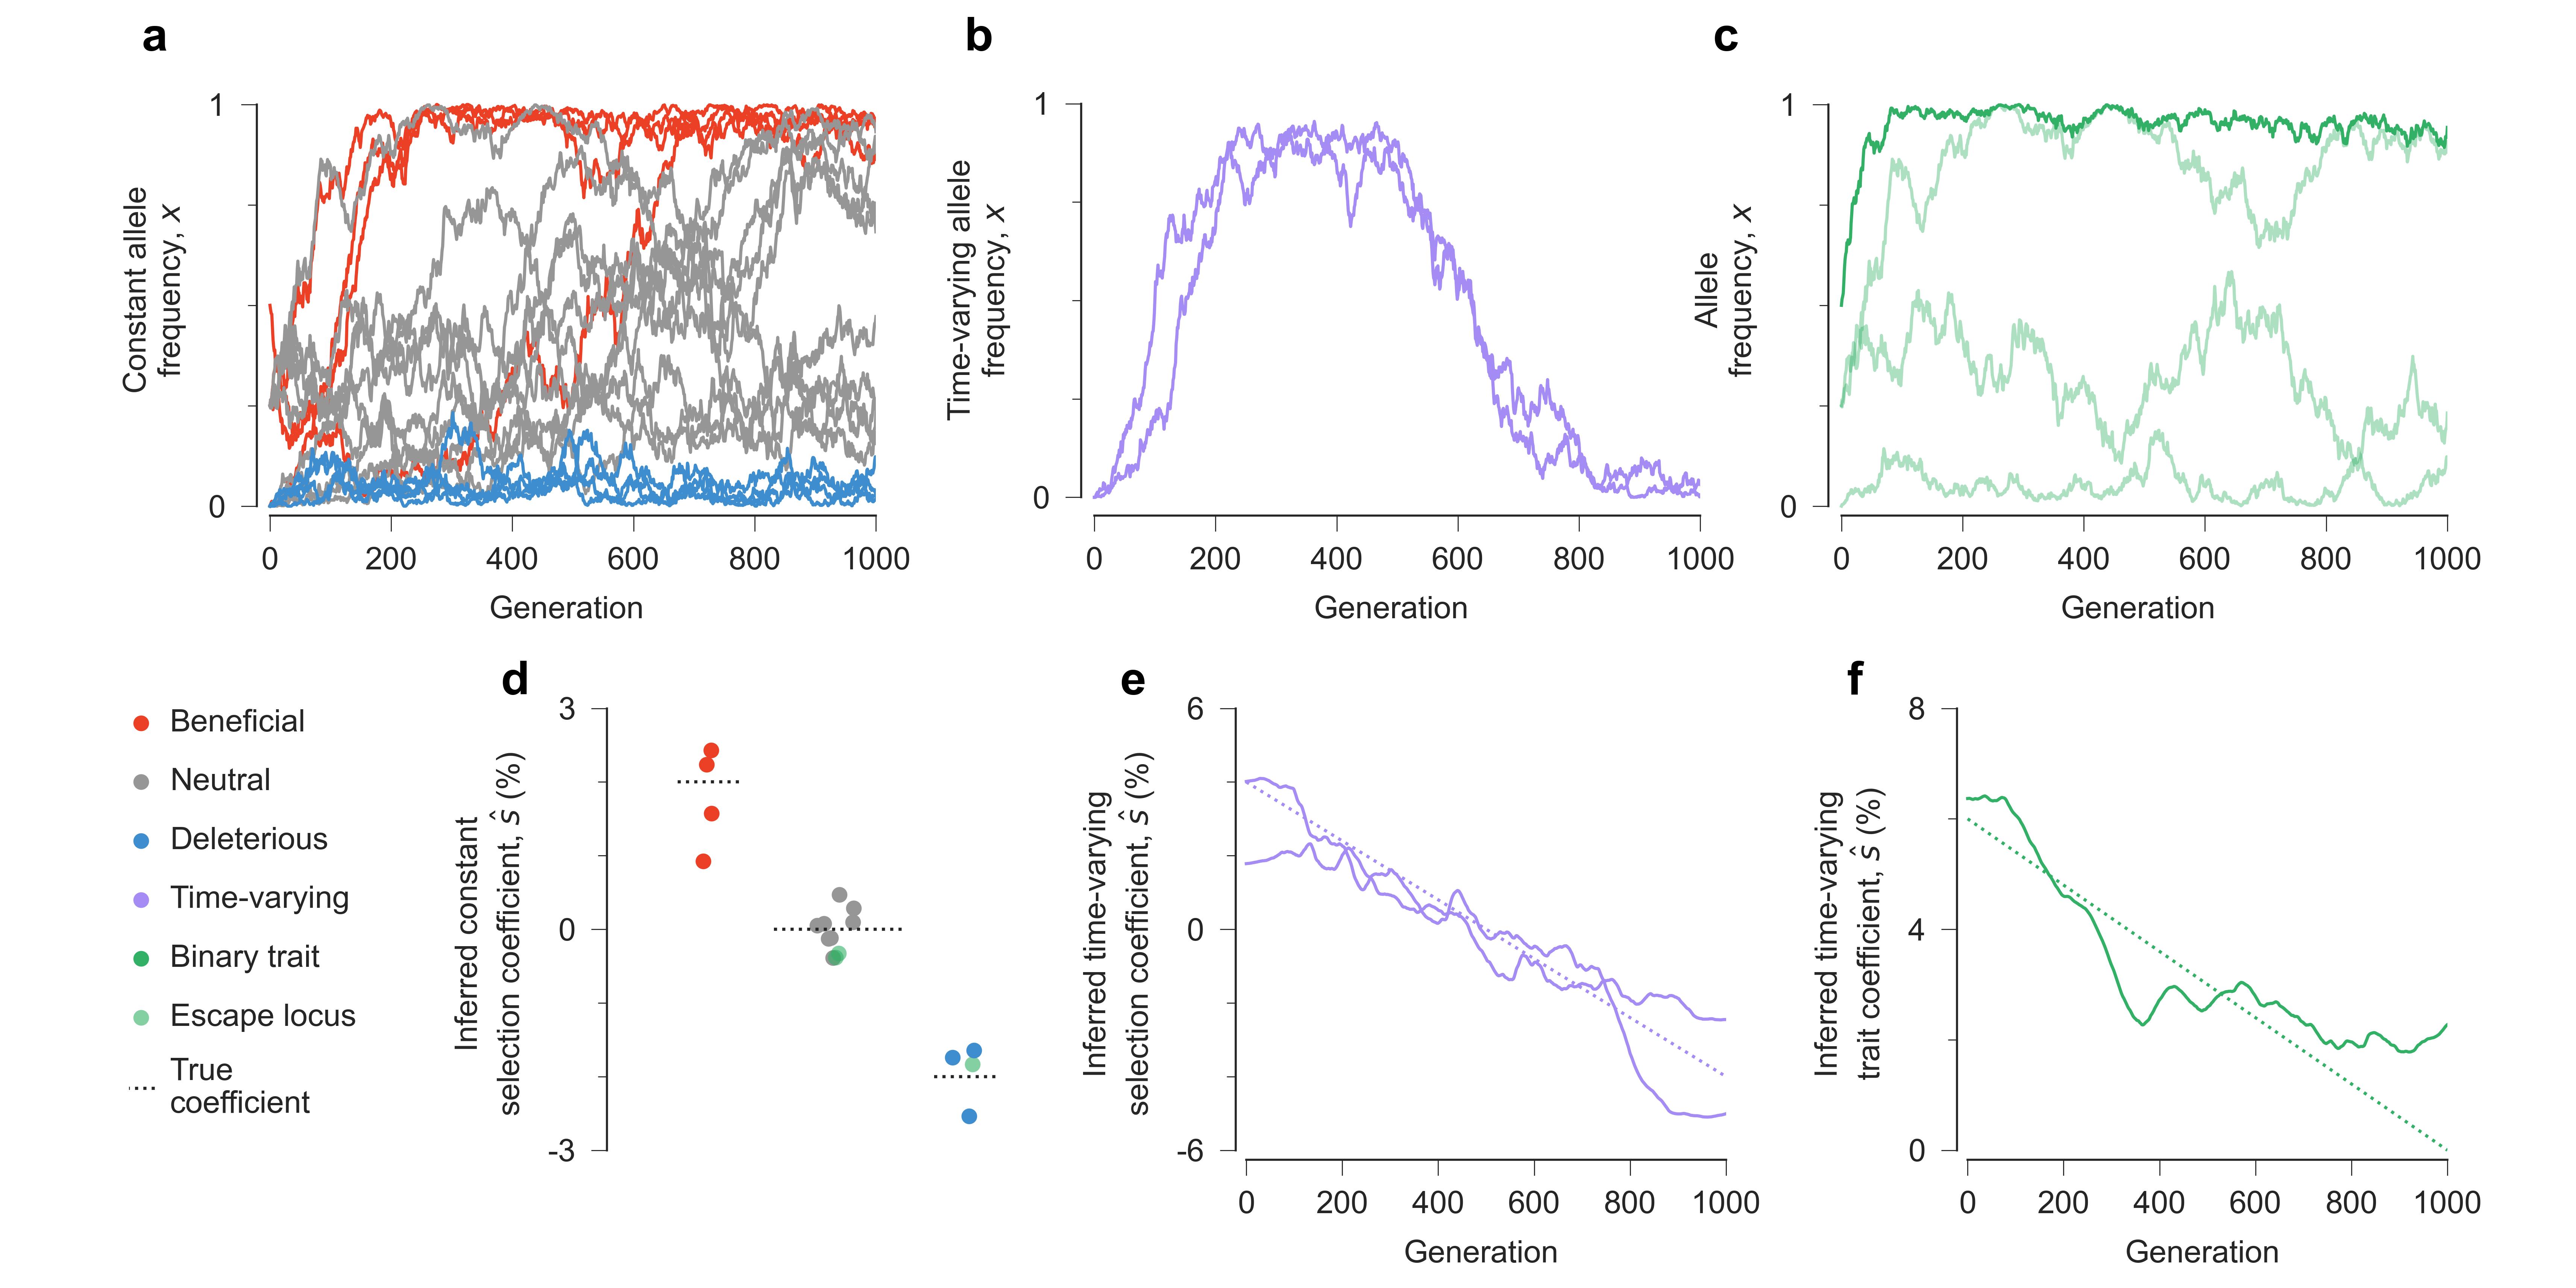 a
b
c
1
0
Constant allele
frequency, x
0 200 400 600 800 1000
Generation
1
0
Time-varying allele
frequency, x
0 200 400 600 800 1000
Generation
1
0
Allele
frequency, x
0 200 400 600 800 1000
Generation
Beneficial
Neutral
Deleterious
Time-varying
Binary trait
Escape locus
True
coefficient
d
3
0
-3
Inferred constant
selection coefficient, ŝ (%)
e
6
0
-6
Inferred time-varying
selection coefficient, ŝ (%)
0 200 400 600 800 1000
Generation
f
8
4
0
Inferred time-varying
trait coefficient, ŝ (%)
0 200 400 600 800 1000
Generation